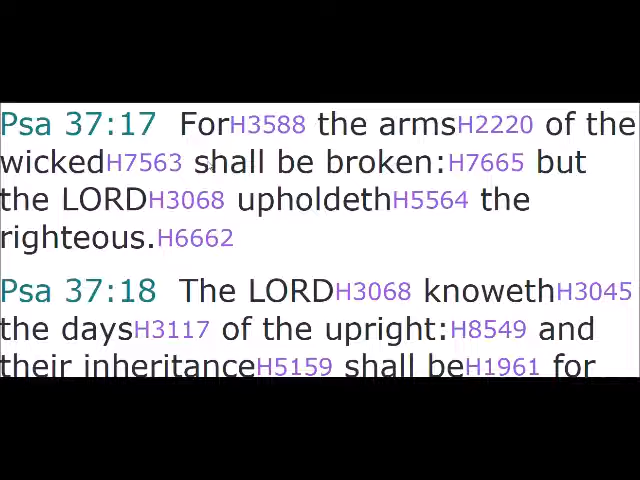 Psa 37:17 ForH3588 the armsH2220 of the
wickedH7563 shall be broken:H7665 but
the LORDH3068 upholdethH5564 the
righteous.H6662
Psa 37:18 The LORDH3068 knowethH3045
the daysH3117 of the upright:H8549 and
their inheritanceH5159 shall beH1961 for